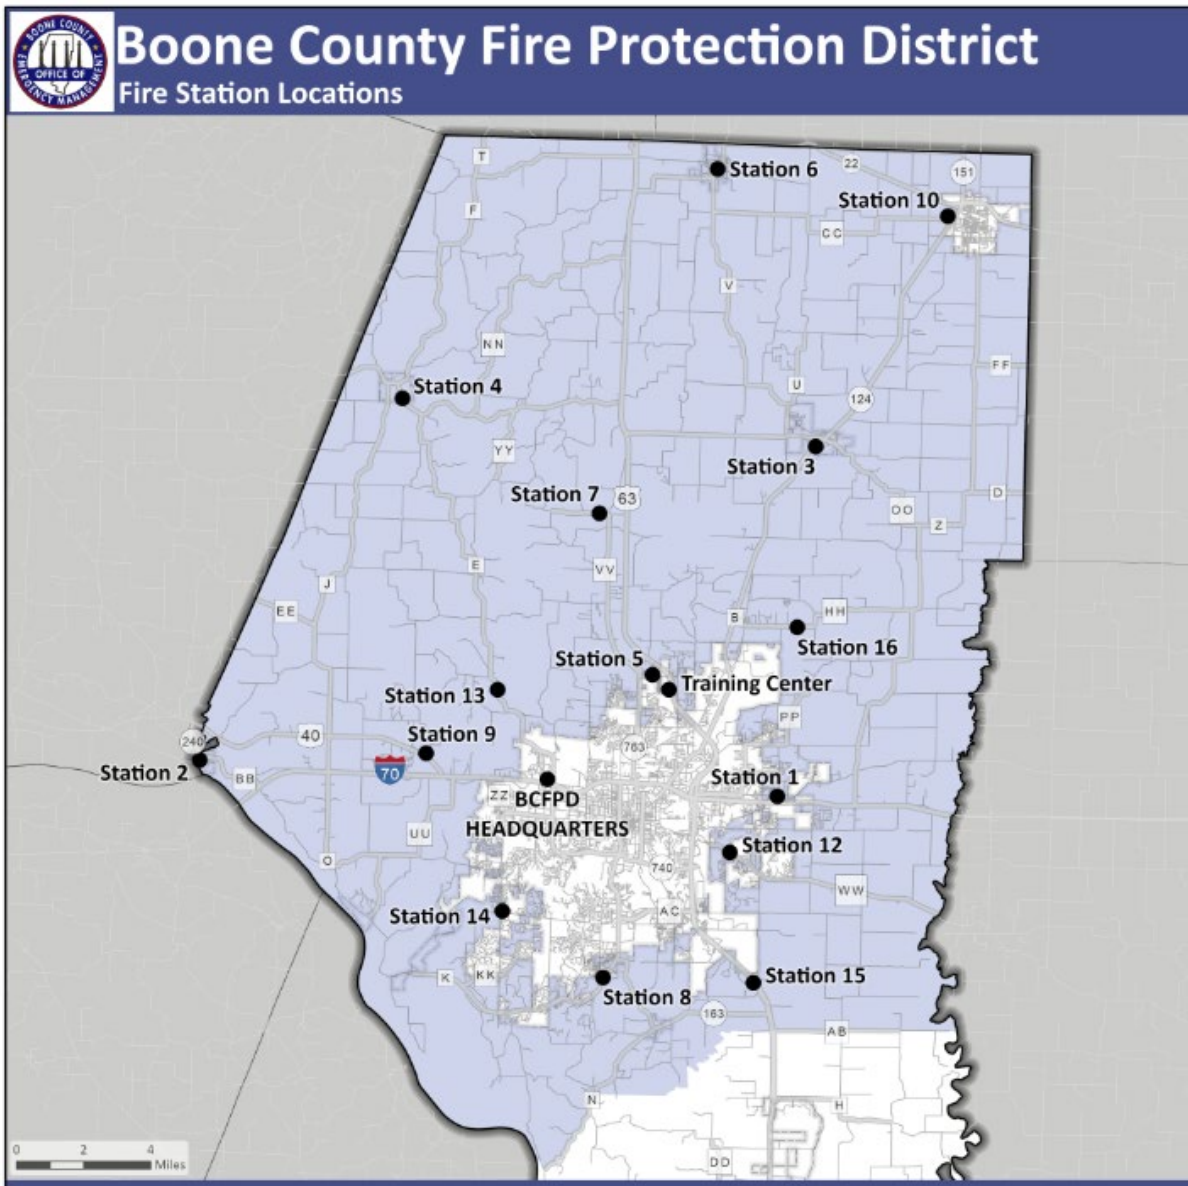 BOONE COUNTY
OFFICE OF
EMERGENCY MANAGEMENT
Boone County Fire Protection District
Fire Station Locations
T
Station 6
22
151
F
Station 10
CC
V
NN
FF
Station 4
U
124
YY
Station 3
Station 7
63
D
OO
Z
E
VV
J
EE
B
HH
Station 16
Station 5
Training Center
Station 13
PP
240
40
Station 9
763
Station 2
BB
70
Station 1
ZZ
BCFPD
HEADQUARTERS
UU
Station 12
O
740
WW
Station 14
AC
K
KK
Station 15
Station 8
163
AB
N
H
0 2 4
Miles
DD